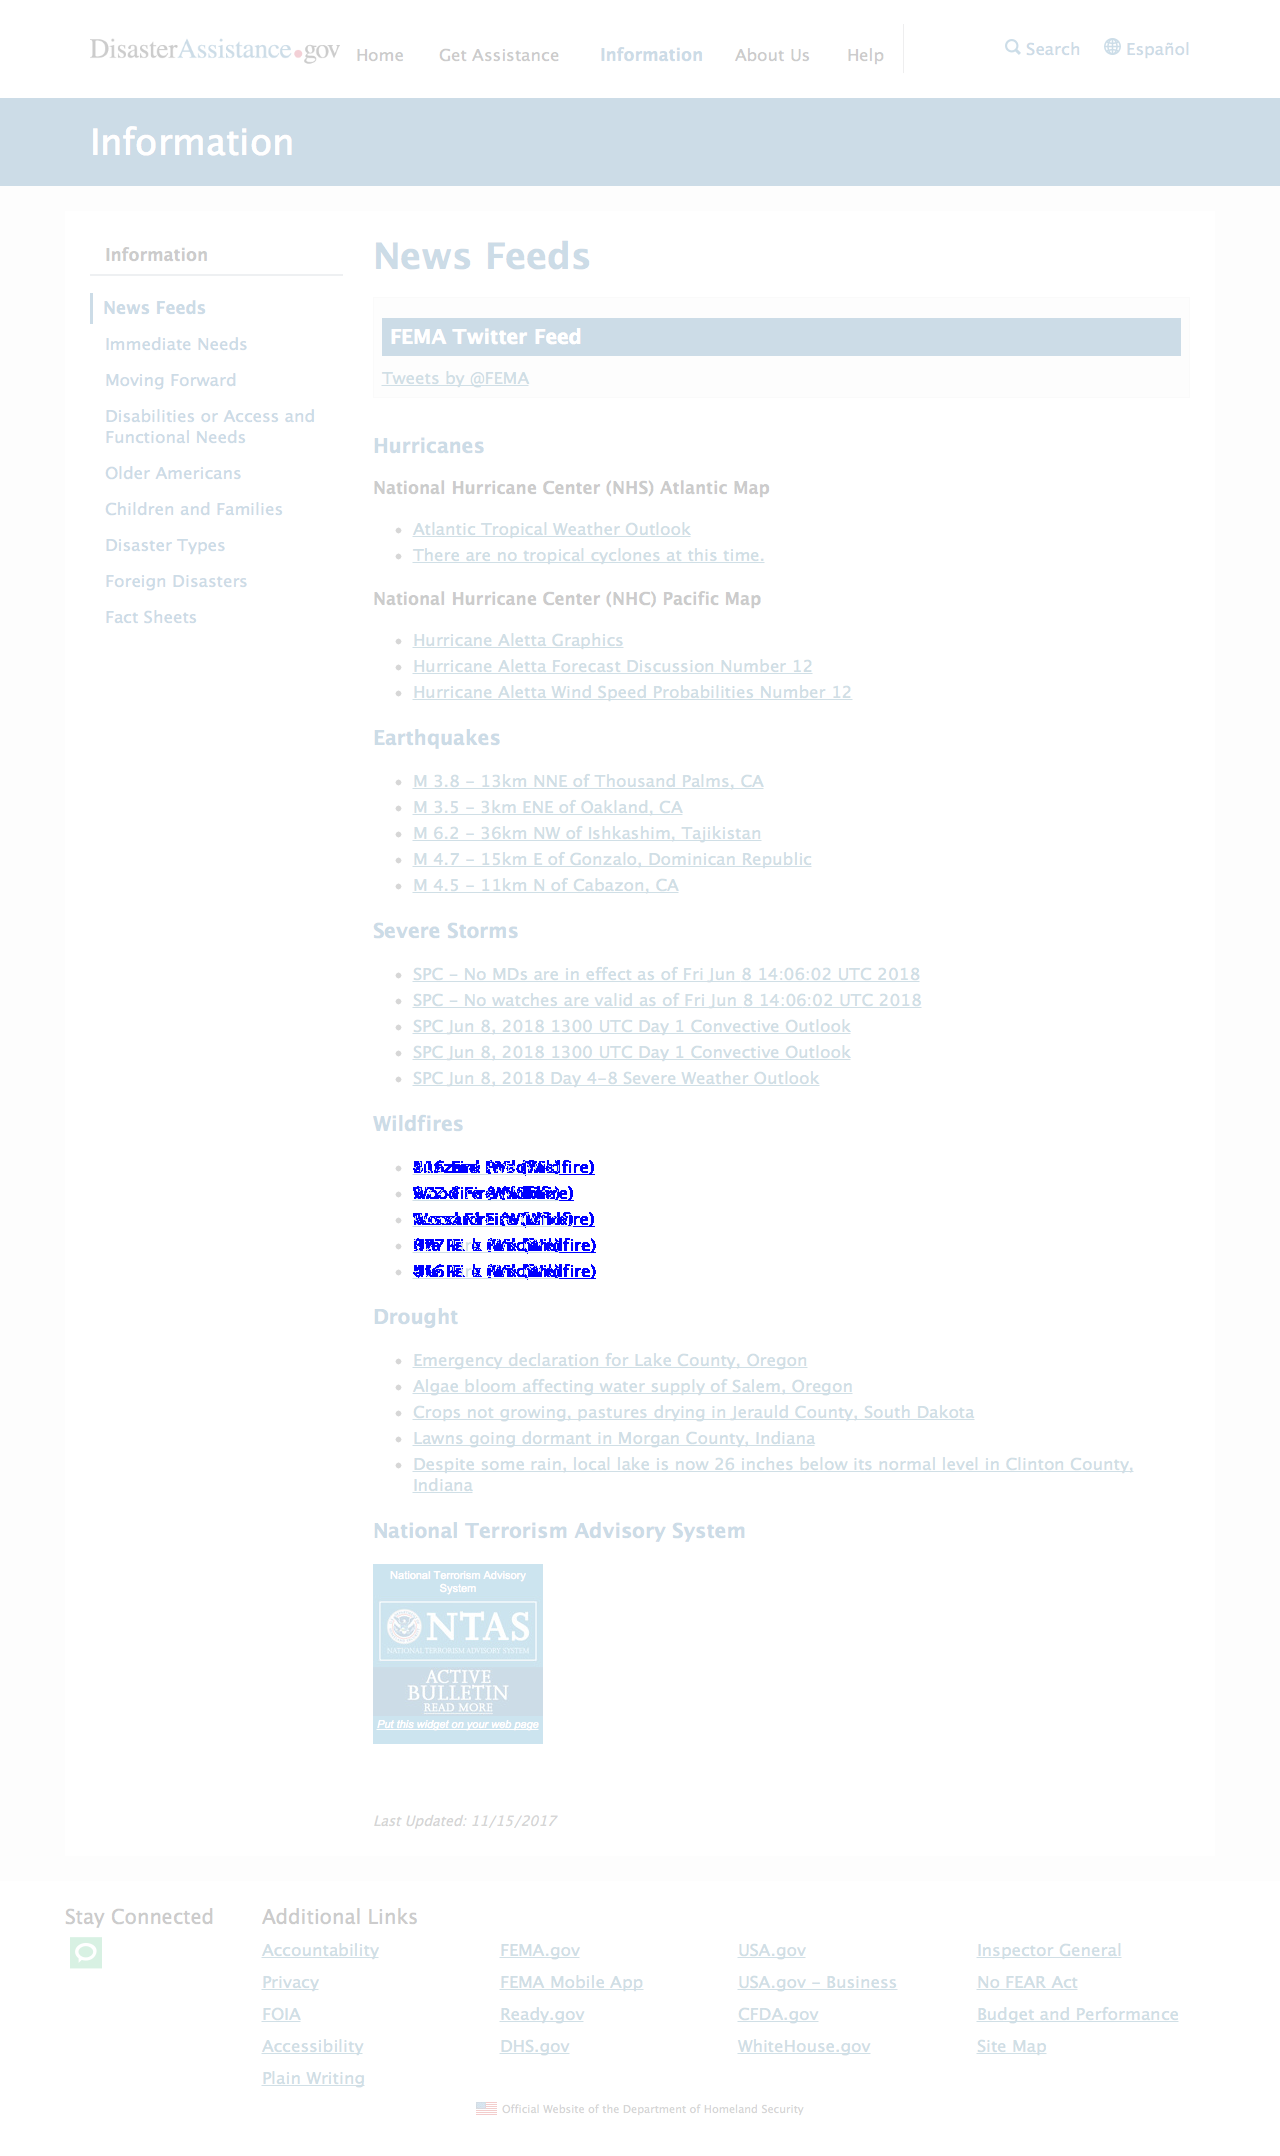 DisasterAssistance.gov Home Get Assistance Information About Us Help Search Español
Information
Information
News Feeds
Immediate Needs
Moving Forward
Disabilities or Access and
Functional Needs
Older Americans
Children and Families
Disaster Types
Foreign Disasters
Fact Sheets
News Feeds
FEMA Twitter Feed
Tweets by @FEMA
Hurricanes
National Hurricane Center (NHS) Atlantic Map
Atlantic Tropical Weather Outlook
There are no tropical cyclones at this time.
National Hurricane Center (NHC) Pacific Map
Hurricane Aletta Graphics
Hurricane Aletta Forecast Discussion Number 12
Hurricane Aletta Wind Speed Probabilities Number 12
Earthquakes
M 3.8 - 13km NNE of Thousand Palms, CA
M 3.5 - 3km ENE of Oakland, CA
M 6.2 - 36km NW of Ishkashim, Tajikistan
M 4.7 - 15km E of Gonzalo, Dominican Republic
M 4.5 - 11km N of Cabazon, CA
Severe Storms
SPC - No MDs are in effect as of Fri Jun 8 14:06:02 UTC 2018
SPC - No watches are valid as of Fri Jun 8 14:06:02 UTC 2018
SPC Jun 8, 2018 1300 UTC Day 1 Convective Outlook
SPC Jun 8, 2018 1300 UTC Day 1 Convective Outlook
SPC Jun 8, 2018 Day 4-8 Severe Weather Outlook
Wildfires
Drought
Emergency declaration for Lake County, Oregon
Algae bloom affecting water supply of Salem, Oregon
Crops not growing, pastures drying in Jerauld County, South Dakota
Lawns going dormant in Morgan County, Indiana
Despite some rain, local lake is now 26 inches below its normal level in Clinton County,
Indiana
National Terrorism Advisory System
National Terrorism Advisory
System
NTAS
NATIONAL TERRORISM ADVISORY SYSTEM
ACTIVE
BULLETIN
READ MORE
Put this widget on your web page
Last Updated: 11/15/2017
Stay Connected
Additional Links
Accountability FEMA.gov USA.gov Inspector General
Privacy FEMA Mobile App USA.gov - Business No FEAR Act
FOIA Ready.gov CFDA.gov Budget and Performance
Accessibility DHS.gov WhiteHouse.gov Site Map
Plain Writing
Official Website of the Department of Homeland Security